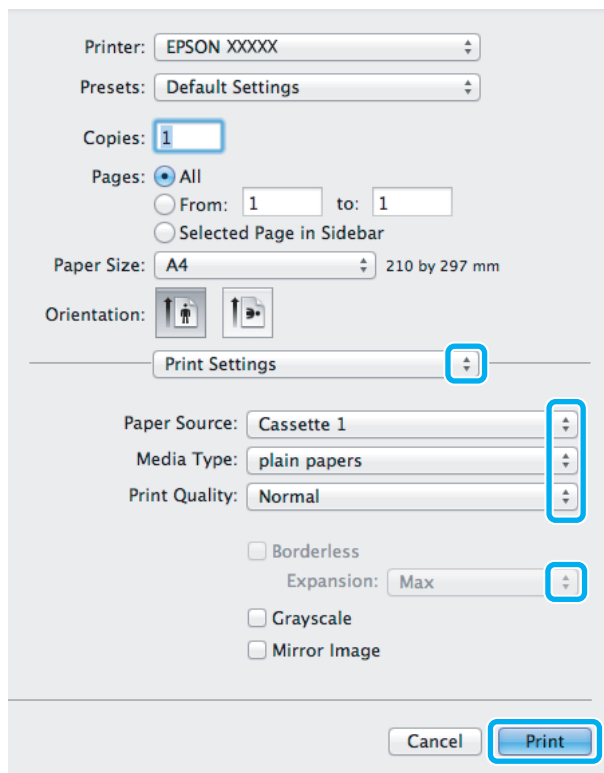 Printer: EPSON XXXXX
Presets: Default Settings
Copies: 1
Pages: All
From: 1 to: 1
Selected Page in Sidebar
Paper Size: A4 210 by 297 mm
Orientation:
Print Settings
Paper Source: Cassette 1
Media Type: plain papers
Print Quality: Normal
Borderless
Expansion: Max
Grayscale
Mirror Image
Cancel Print